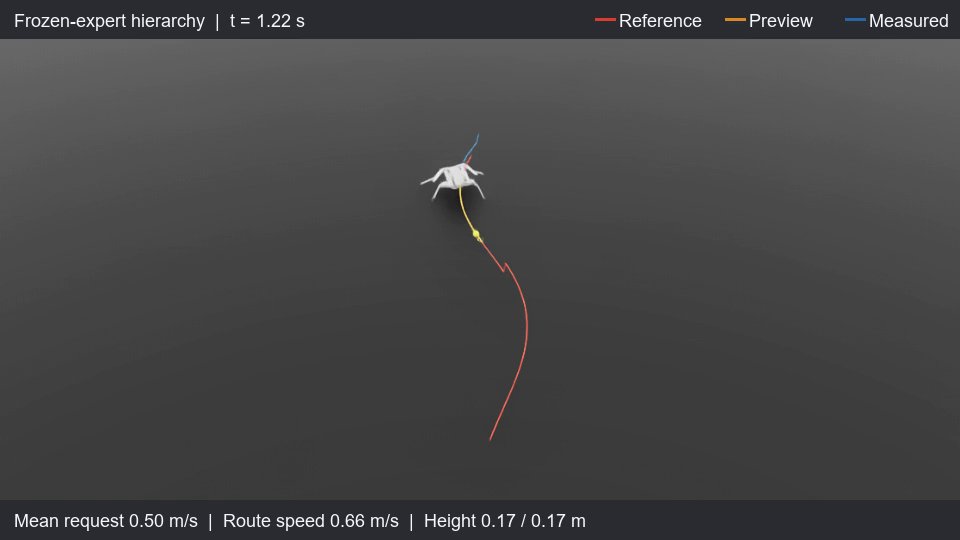 Frozen-expert hierarchy | t = 1.22 s
Reference Preview Measured
Mean request 0.50 m/s | Route speed 0.66 m/s | Height 0.17 / 0.17 m